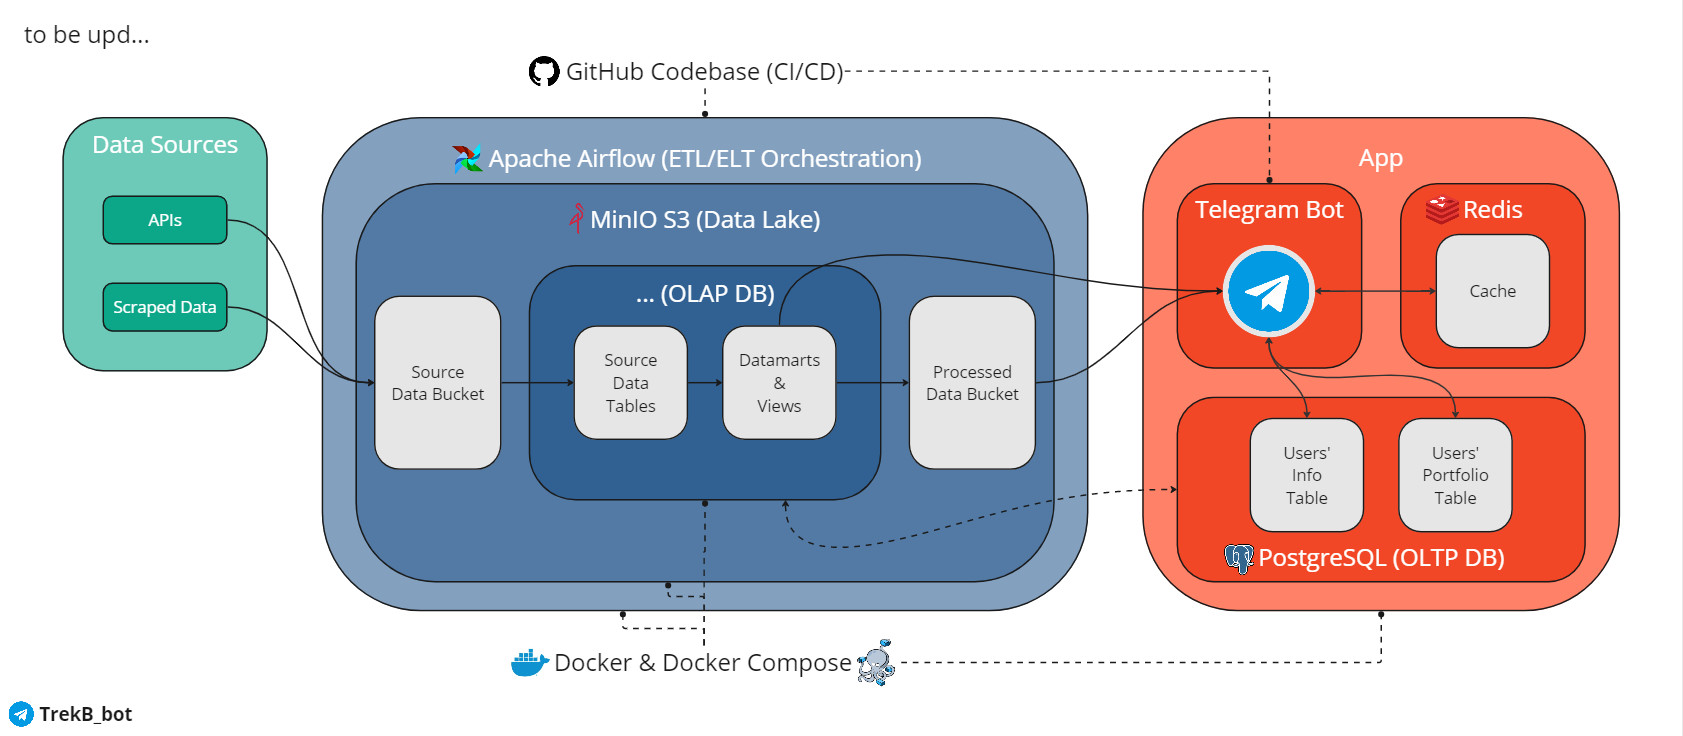 to be upd...
GitHub Codebase (CI/CD)
Data Sources
APIs
Scraped Data
Apache Airflow (ETL/ELT Orchestration)
MinIO S3 (Data Lake)
... (OLAP DB)
Source
Data Bucket
Source
Data
Tables
Datamarts
&
Views
Processed
Data Bucket
App
Telegram Bot
Redis
Cache
Users'
Info
Table
Users'
Portfolio
Table
PostgreSQL (OLTP DB)
Docker & Docker Compose
TrekB_bot